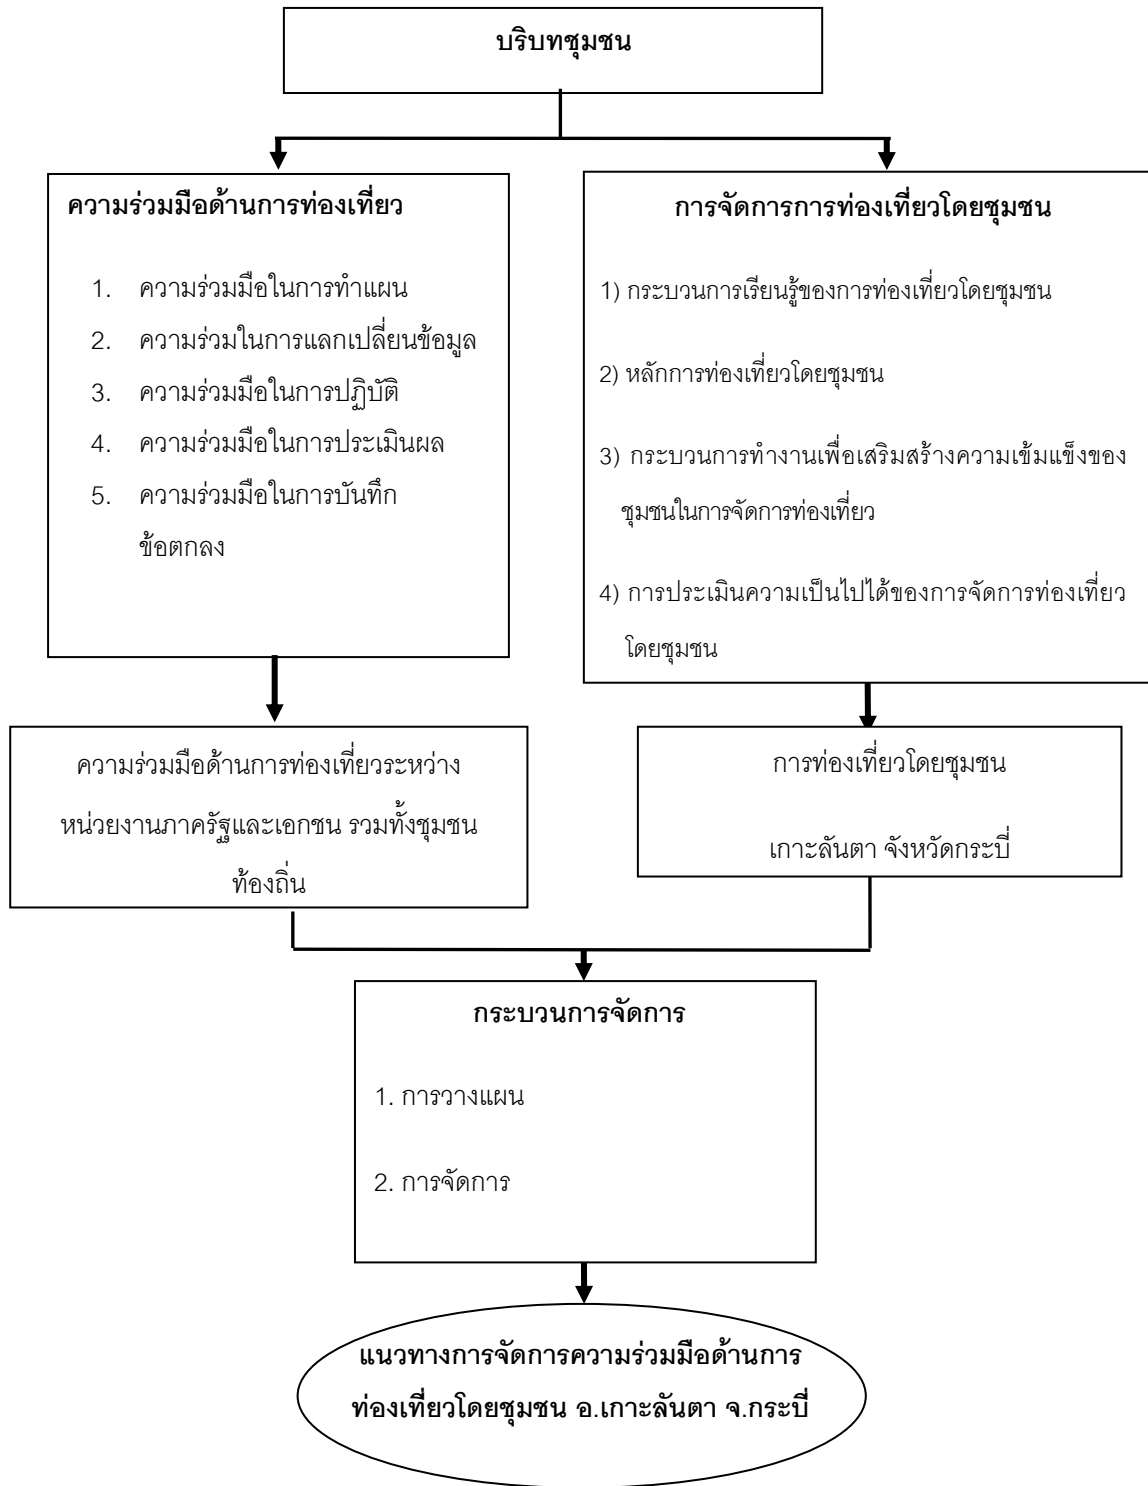 บริบทชุมชน
ความร่วมมือด้านการท่องเที่ยว
1. ความร่วมมือในการทำแผน
2. ความร่วมในการแลกเปลี่ยนข้อมูล
3. ความร่วมมือในการปฏิบัติ
4. ความร่วมมือในการประเมินผล
5. ความร่วมมือในการบันทึก
ข้อตกลง
การจัดการการท่องเที่ยวโดยชุมชน
1) กระบวนการเรียนรู้ของการท่องเที่ยวโดยชุมชน
2) หลักการท่องเที่ยวโดยชุมชน
3) กระบวนการทำงานเพื่อเสริมสร้างความเข้มแข็งของ
ชุมชนในการจัดการท่องเที่ยว
4) การประเมินความเป็นไปได้ของการจัดการท่องเที่ยว
โดยชุมชน
ความร่วมมือด้านการท่องเที่ยวระหว่าง
หน่วยงานภาครัฐและเอกชน รวมทั้งชุมชน
ท้องถิ่น
การท่องเที่ยวโดยชุมชน
เกาะลันตา จังหวัดกระบี่
กระบวนการจัดการ
1. การวางแผน
2. การจัดการ
แนวทางการจัดการความร่วมมือด้านการ
ท่องเที่ยวโดยชุมชน อ.เกาะลันตา จ.กระบี่